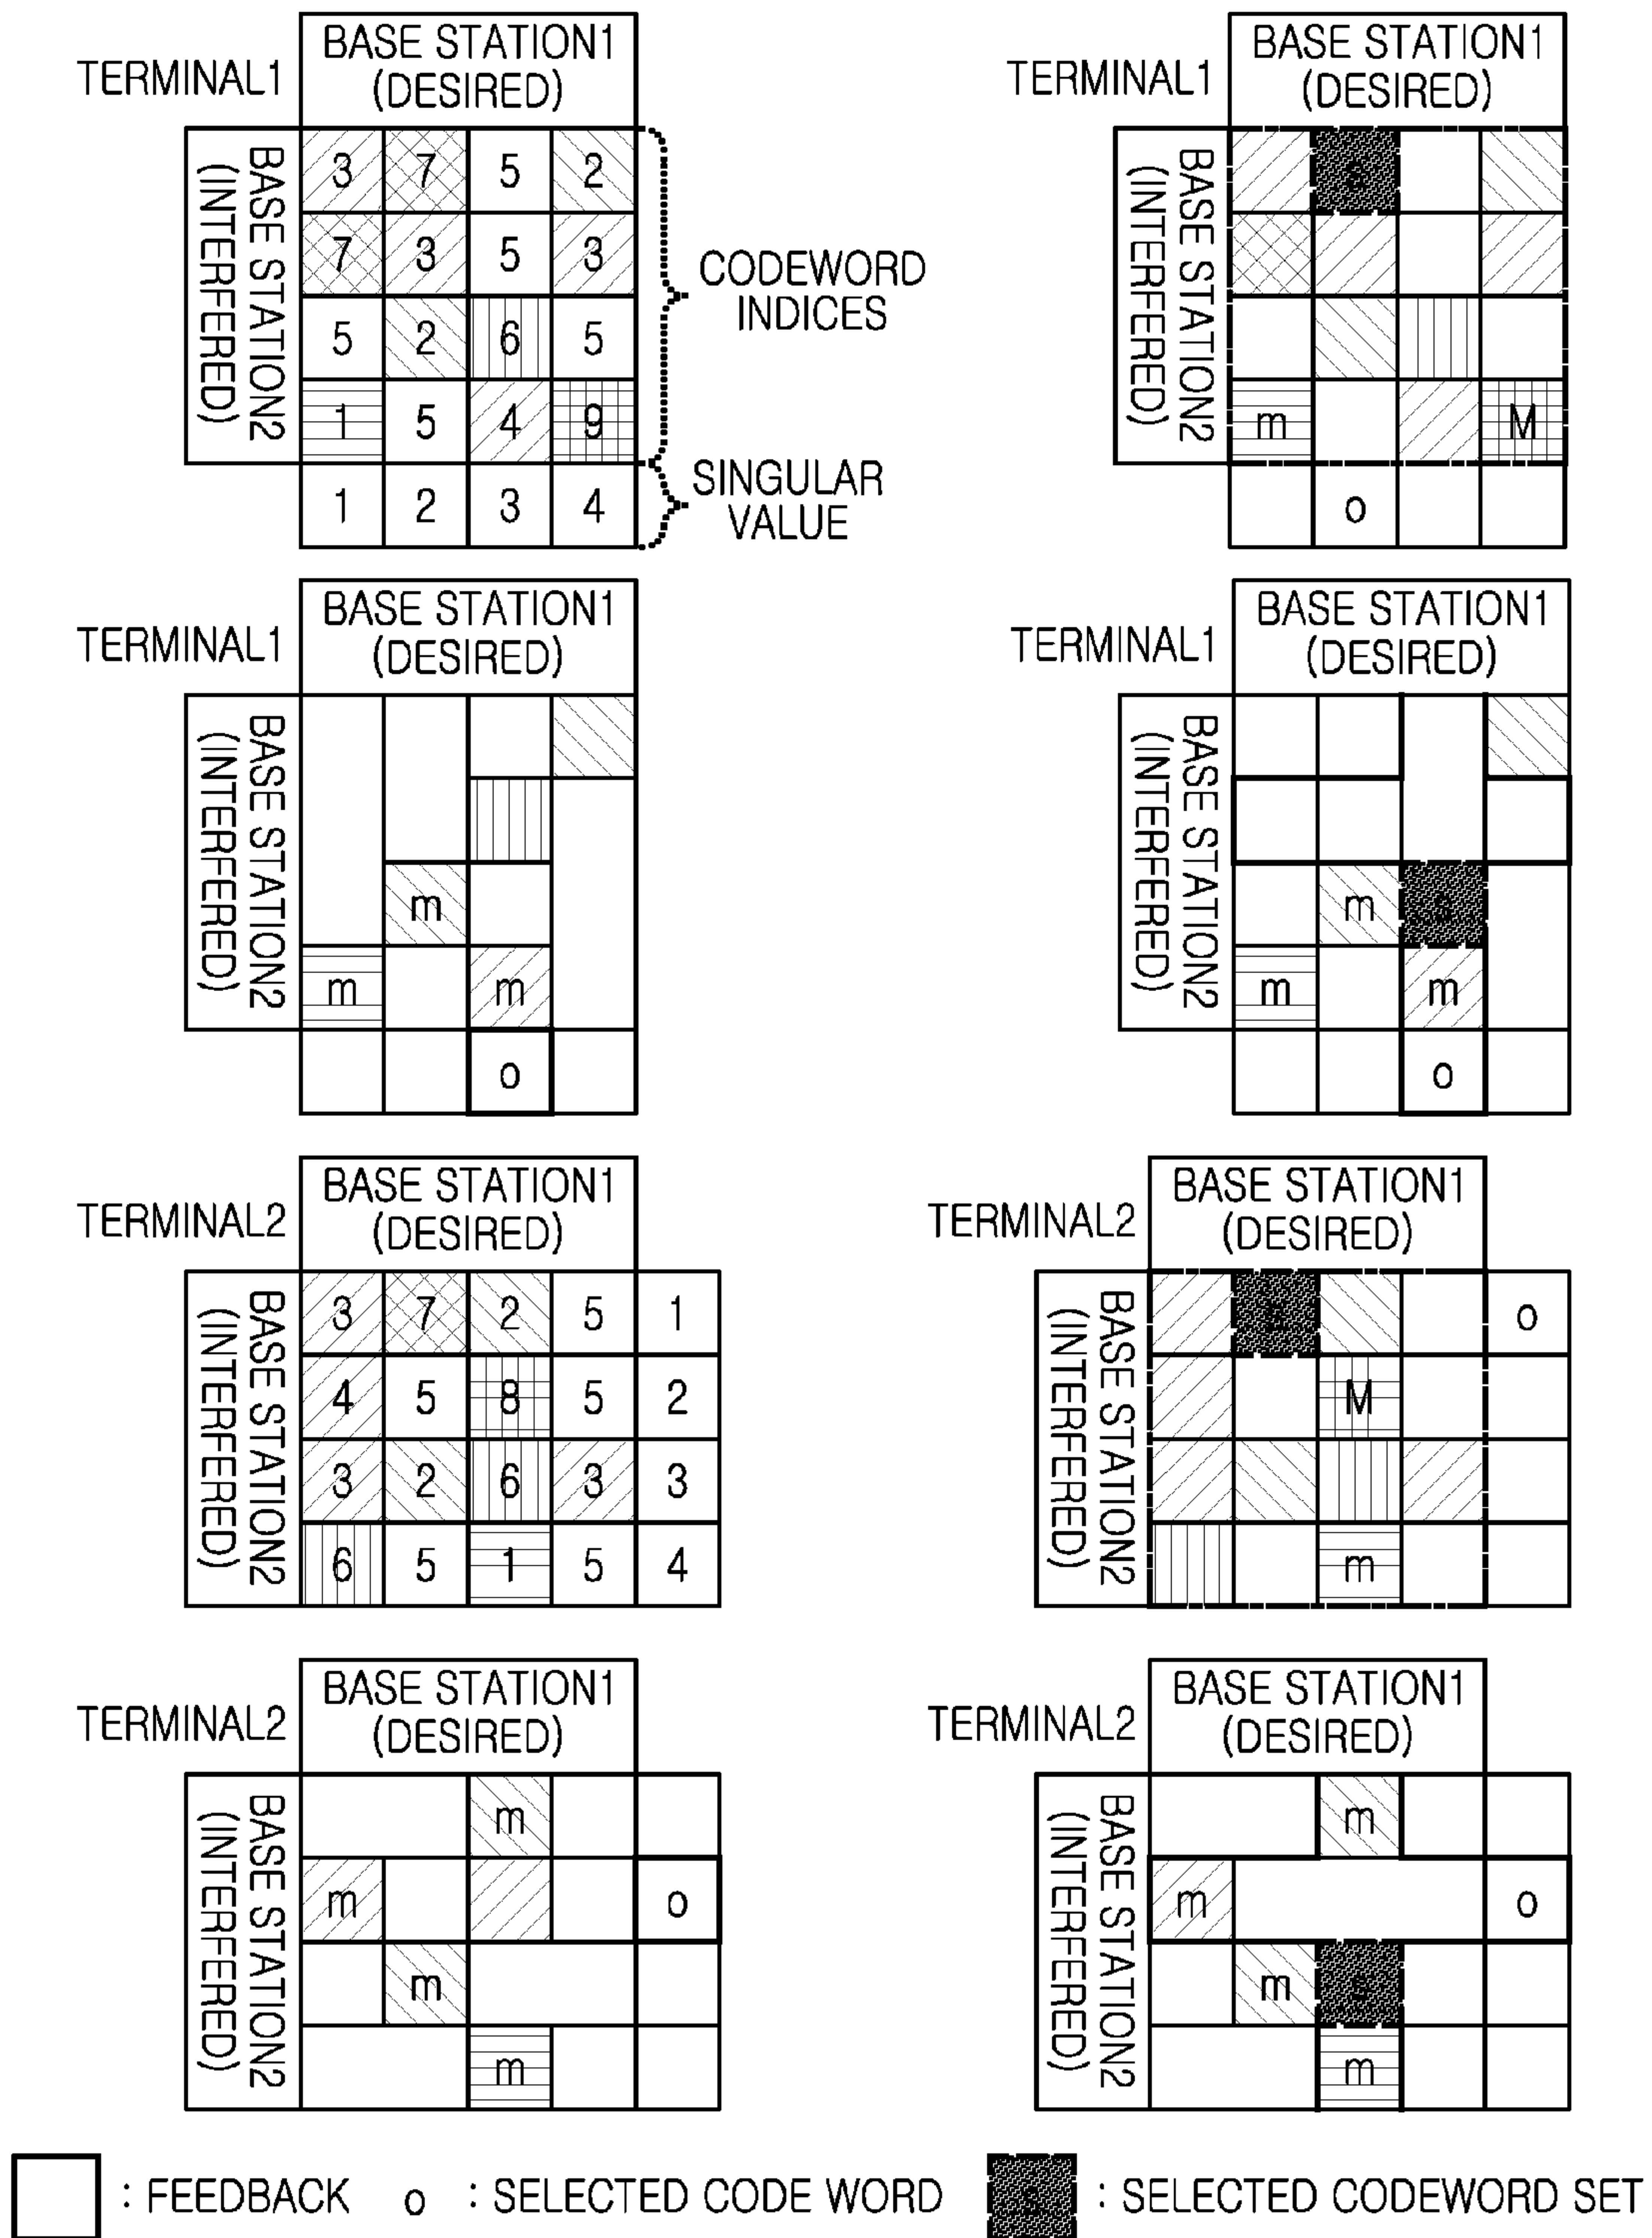 TERMINAL1
BASE STATION1
(DESIRED)
BASE STATION2
(INTERFERED)
3 7 5 2
7 3 5 3
5 2 6 5
1 5 4 9
1 2 3 4
CODEWORD
INDICES
SINGULAR
VALUE
TERMINAL1
BASE STATION1
(DESIRED)
BASE STATION2
(INTERFERED)
s
m M
o
TERMINAL1
BASE STATION1
(DESIRED)
BASE STATION2
(INTERFERED)
m
m m
o
TERMINAL1
BASE STATION1
(DESIRED)
BASE STATION2
(INTERFERED)
m s
m m
o
TERMINAL2
BASE STATION1
(DESIRED)
BASE STATION2
(INTERFERED)
3 7 2 5 1
4 5 8 5 2
3 2 6 3 3
6 5 1 5 4
TERMINAL2
BASE STATION1
(DESIRED)
BASE STATION2
(INTERFERED)
s o
M
m
TERMINAL2
BASE STATION1
(DESIRED)
BASE STATION2
(INTERFERED)
m
m o
m
m
TERMINAL2
BASE STATION1
(DESIRED)
BASE STATION2
(INTERFERED)
m
m o
m s
m
: FEEDBACK o : SELECTED CODE WORD s : SELECTED CODEWORD SET